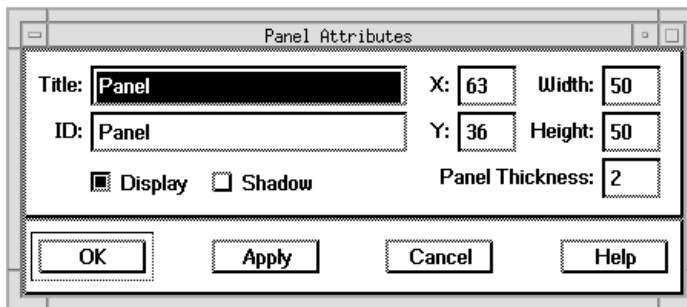 Panel Attributes
Title: Panel X: 63 Width: 50
ID: Panel Y: 36 Height: 50
Display Shadow Panel Thickness: 2
OK Apply Cancel Help